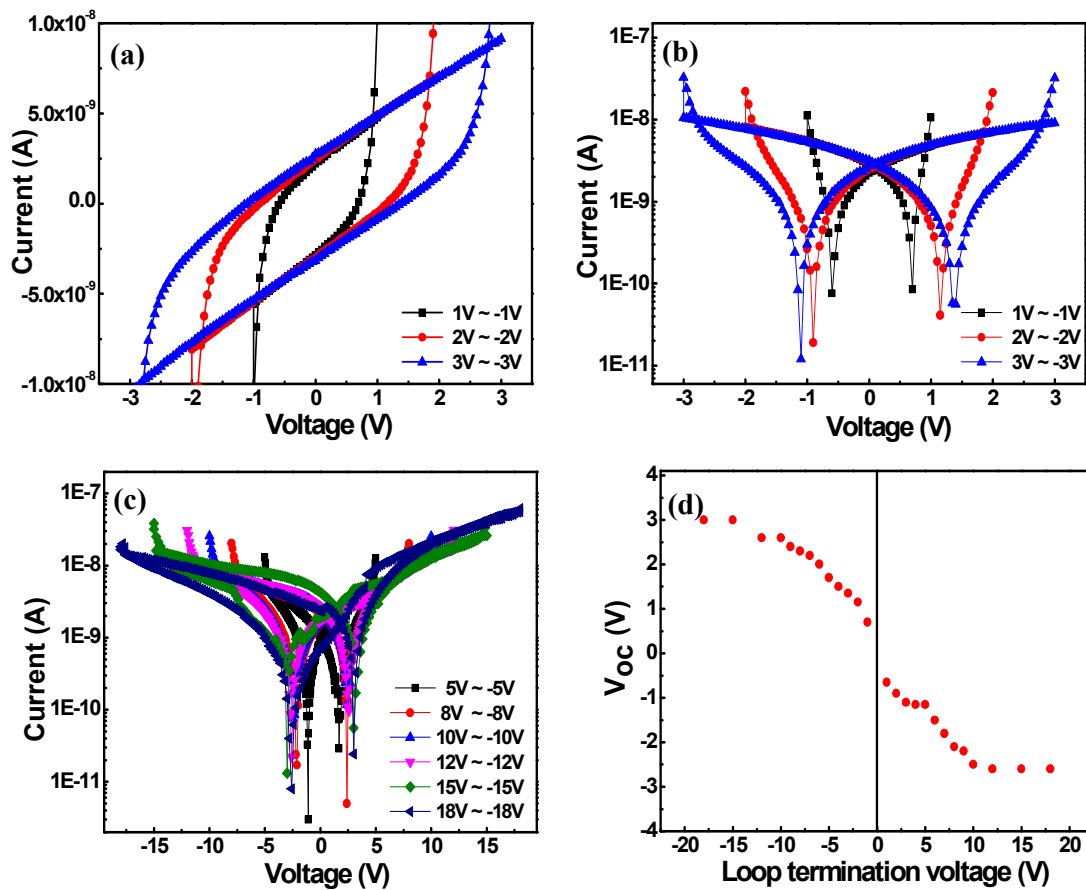 (a)
1.0x10-8
5.0x10-9
0.0
-5.0x10-9
-1.0x10-8
Current (A)
1V ~ -1V
2V ~ -2V
3V ~ -3V
-3 -2 -1 0 1 2 3
Voltage (V)
(b)
1E-7
1E-8
1E-9
1E-10
1E-11
Current (A)
1V ~ -1V
2V ~ -2V
3V ~ -3V
-3 -2 -1 0 1 2 3
Voltage (V)
(c)
1E-7
1E-8
1E-9
1E-10
1E-11
Current (A)
5V ~ -5V
8V ~ -8V
10V ~ -10V
12V ~ -12V
15V ~ -15V
18V ~ -18V
-15 -10 -5 0 5 10 15
Voltage (V)
(d)
4
3
2
1
0
-1
-2
-3
-4
VOC (V)
-20 -15 -10 -5 0 5 10 15 20
Loop termination voltage (V)